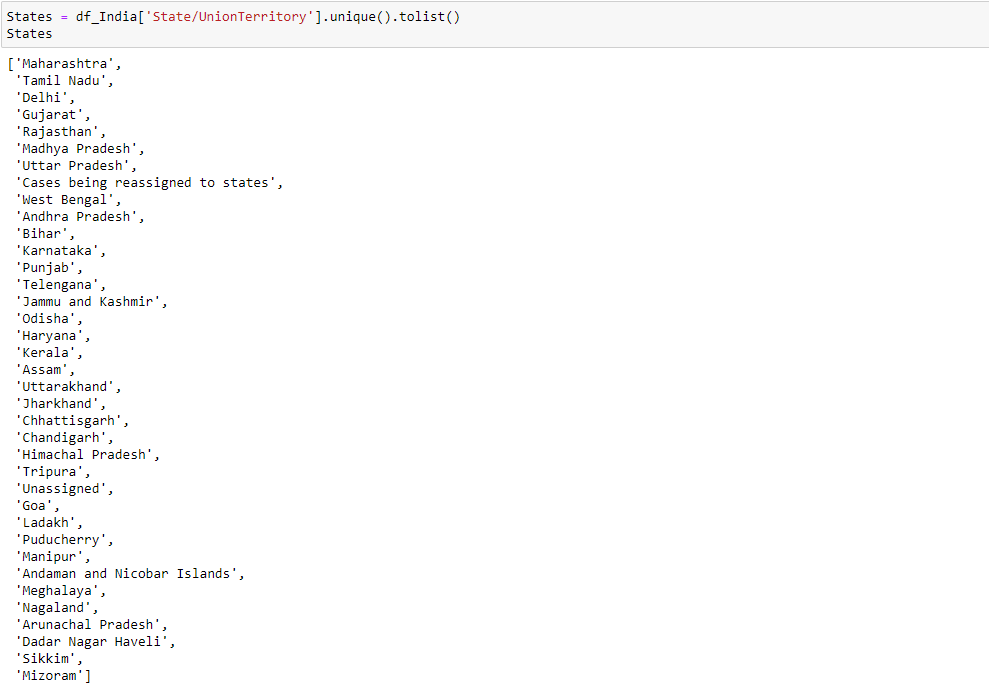 States = df_India['State/UnionTerritory'].unique().tolist()
States
['Maharashtra',
'Tamil Nadu',
'Delhi',
'Gujarat',
'Rajasthan',
'Madhya Pradesh',
'Uttar Pradesh',
'Cases being reassigned to states',
'West Bengal',
'Andhra Pradesh',
'Bihar',
'Karnataka',
'Punjab',
'Telengana',
'Jammu and Kashmir',
'Odisha',
'Haryana',
'Kerala',
'Assam',
'Uttarakhand',
'Jharkhand',
'Chhattisgarh',
'Chandigarh',
'Himachal Pradesh',
'Tripura',
'Unassigned',
'Goa',
'Ladakh',
'Puducherry',
'Manipur',
'Andaman and Nicobar Islands',
'Meghalaya',
'Nagaland',
'Arunachal Pradesh',
'Dadar Nagar Haveli',
'Sikkim',
'Mizoram']